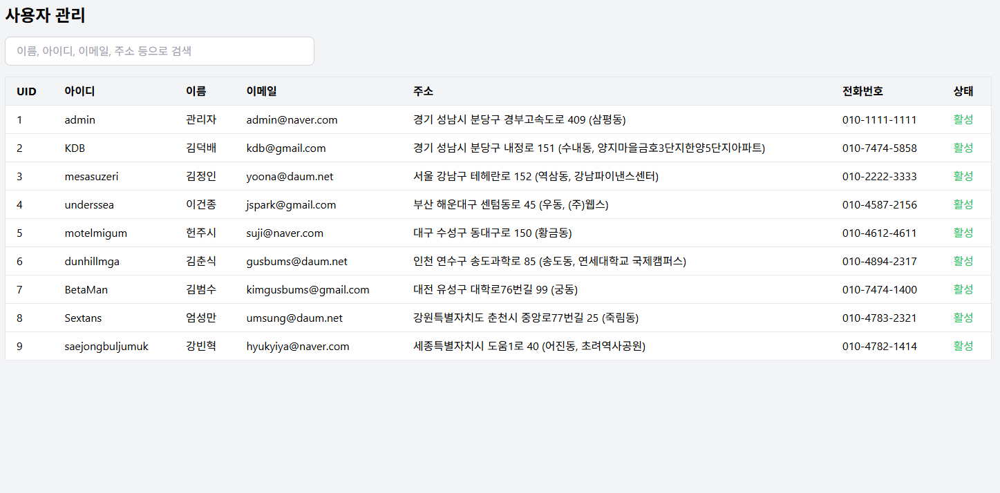 사용자 관리
이름, 아이디, 이메일, 주소 등으로 검색
UID 아이디 이름 이메일 주소 전화번호 상태
1 admin 관리자 admin@naver.com 경기 성남시 분당구 경부고속도로 409 (삼평동) 010-1111-1111 활성
2 KDB 김덕배 kdb@gmail.com 경기 성남시 분당구 내정로 151 (수내동, 양지마을금호3단지한양5단지아파트) 010-7474-5858 활성
3 mesasuzeri 김정인 yoona@daum.net 서울 강남구 테헤란로 152 (역삼동, 강남파이낸스센터) 010-2222-3333 활성
4 underssea 이건종 jspark@gmail.com 부산 해운대구 센텀동로 45 (우동, (주)웹스) 010-4587-2156 활성
5 motelmigum 헌주시 suji@naver.com 대구 수성구 동대구로 150 (황금동) 010-4612-4611 활성
6 dunhillmga 김춘식 gusbums@daum.net 인천 연수구 송도과학로 85 (송도동, 연세대학교 국제캠퍼스) 010-4894-2317 활성
7 BetaMan 김범수 kimgusbums@gmail.com 대전 유성구 대학로76번길 99 (궁동) 010-7474-1400 활성
8 Sextans 엄성만 umsung@daum.net 강원특별자치도 춘천시 중앙로77번길 25 (죽림동) 010-4783-2321 활성
9 saejongbuljumuk 강빈혁 hyukyiya@naver.com 세종특별자치시 도움1로 40 (어진동, 초려역사공원) 010-4782-1414 활성